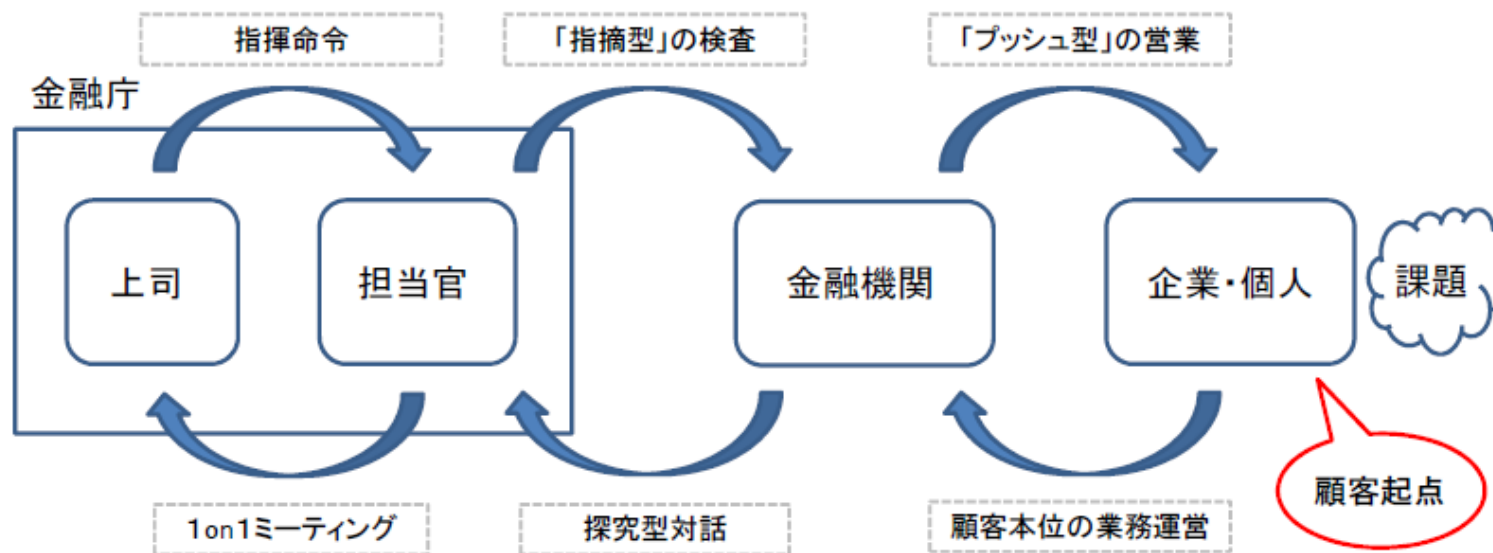 指揮命令
「指摘型」の検査
「プッシュ型」の営業
金融庁
上司
担当官
金融機関
企業・個人
課題
1on1ミーティング
探究型対話
顧客本位の業務運営
顧客起点